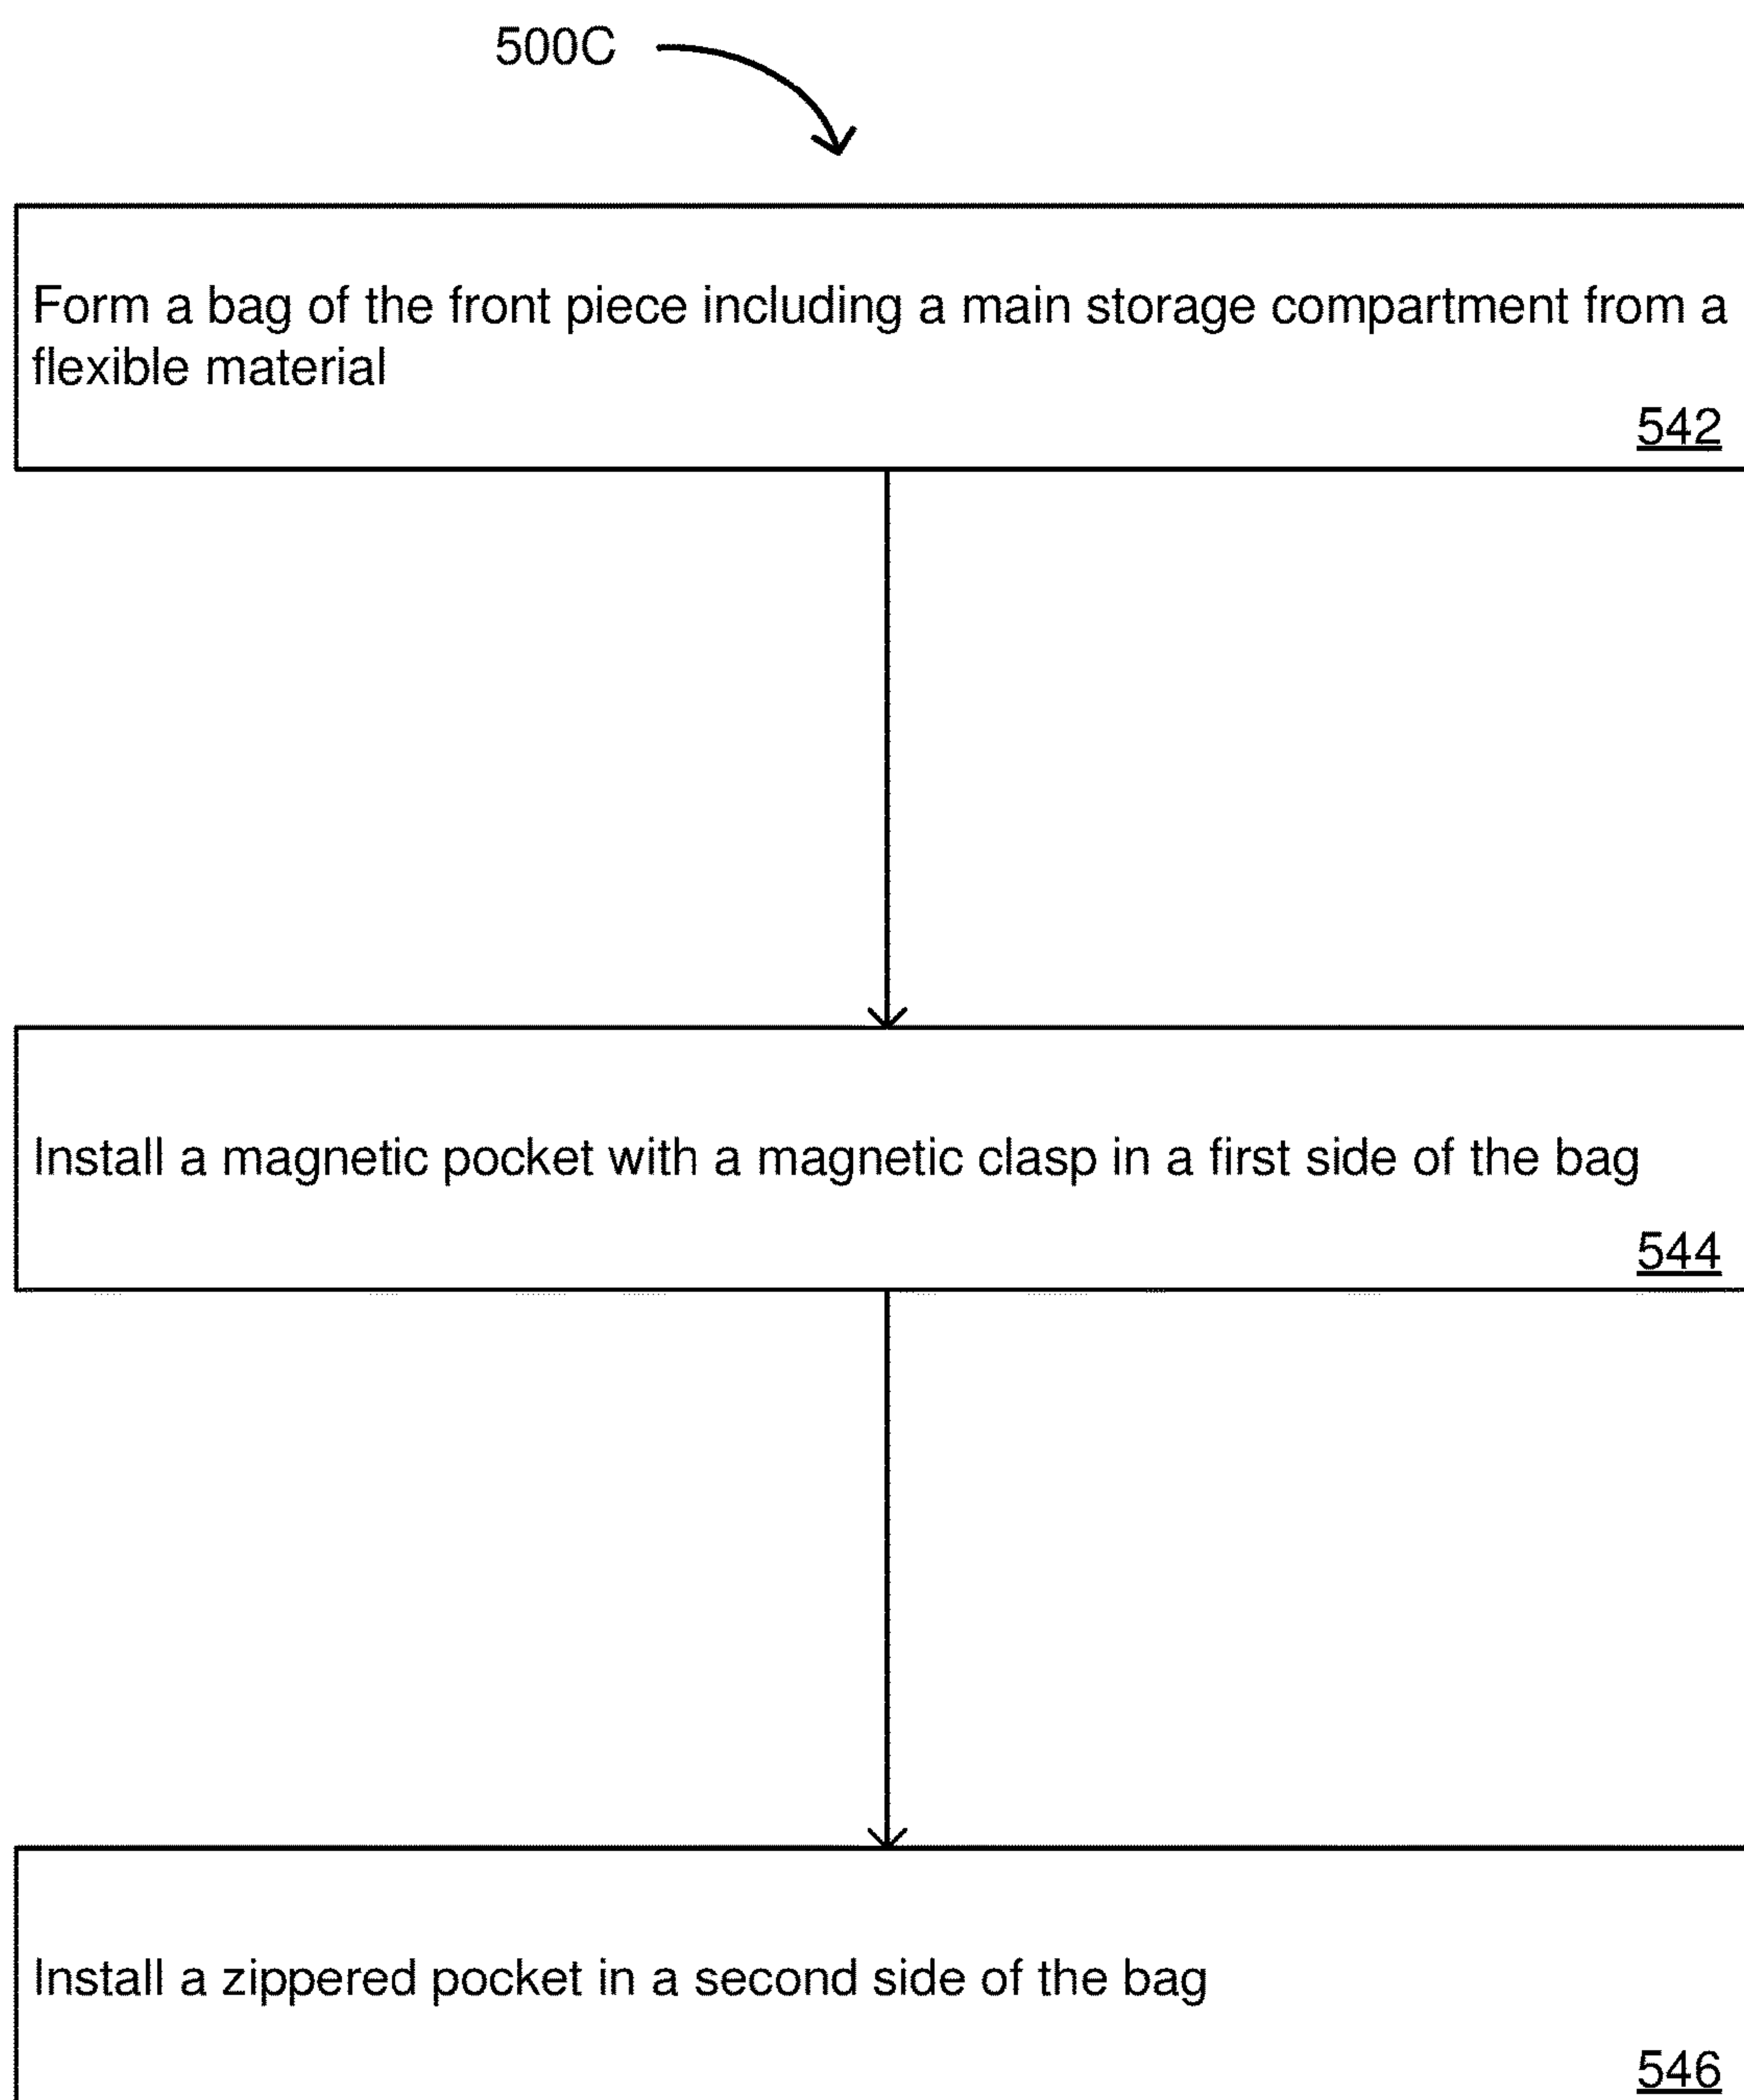 500C
Form a bag of the front piece including a main storage compartment from a
flexible material
542
Install a magnetic pocket with a magnetic clasp in a first side of the bag
544
Install a zippered pocket in a second side of the bag
546